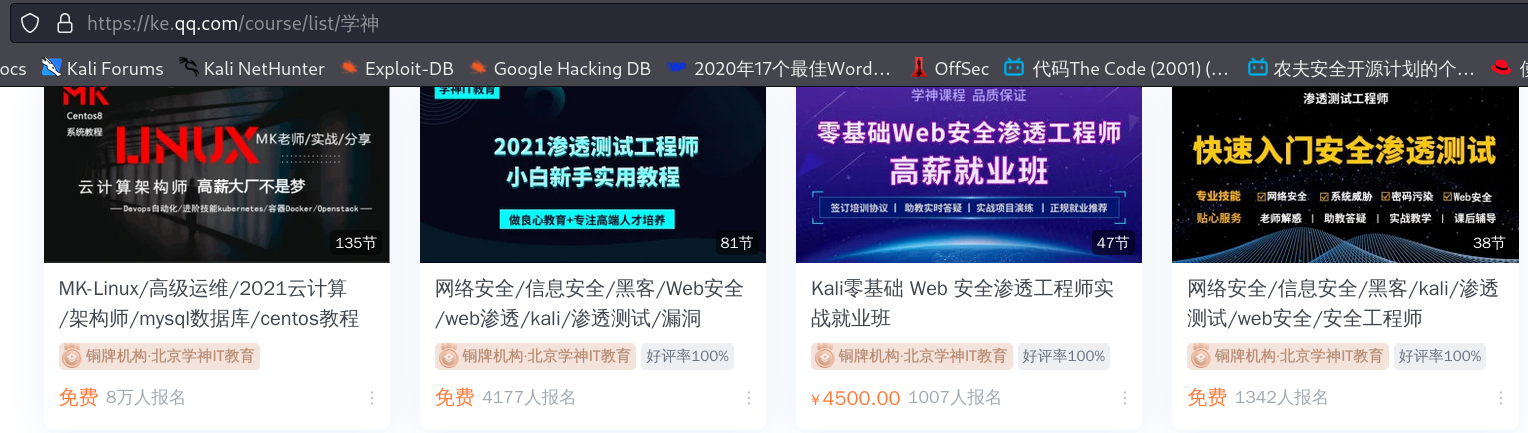 https://ke.qq.com/course/list/学神
ocs Kali Forums Kali NetHunter Exploit-DB Google Hacking DB 2020年17个最佳Word… OffSec 代码The Code (2001) (… 农夫安全开源计划的个…
MK
Centos8
系统教程
LINUX
MK老师/实战/分享
云计算架构师 高薪大厂不是梦
Devops自动化/进阶技能kubernetes/容器Docker/Openstack
135节
MK-Linux/高级运维/2021云计算
/架构师/mysql数据库/centos教程
铜牌机构·北京学神IT教育
免费 8万人报名
学神IT教育
2021渗透测试工程师
小白新手实用教程
做良心教育+专注高端人才培养
81节
网络安全/信息安全/黑客/Web安全
/web渗透/kali/渗透测试/漏洞
铜牌机构·北京学神IT教育 好评率100%
免费 4177人报名
学神课程 品质保证
零基础Web安全渗透工程师
高薪就业班
签订培训协议 | 助教实时答疑 | 实战项目演练 | 正规就业推荐
47节
Kali零基础 Web 安全渗透工程师实
战就业班
铜牌机构·北京学神IT教育 好评率100%
¥4500.00 1007人报名
渗透测试工程师
快速入门安全渗透测试
专业技能 网络安全 系统威胁 密码污染 Web安全
贴心服务 老师解惑 | 助教答疑 | 实战教学 | 课后辅导
38节
网络安全/信息安全/黑客/kali/渗透
测试/web安全/安全工程师
铜牌机构·北京学神IT教育 好评率100%
免费 1342人报名